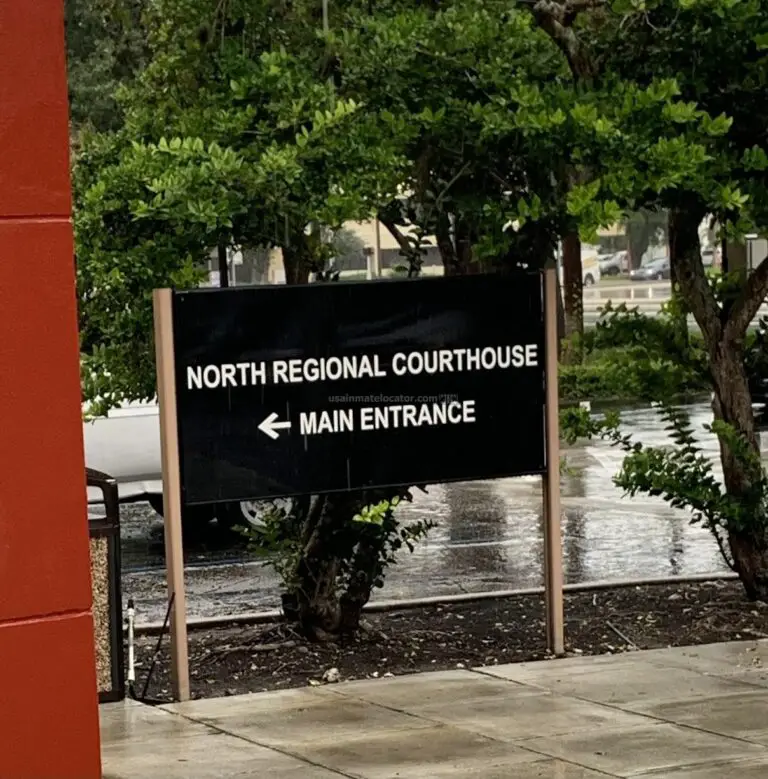 NORTH REGIONAL COURTHOUSE
usainmatelocator.com
← MAIN ENTRANCE